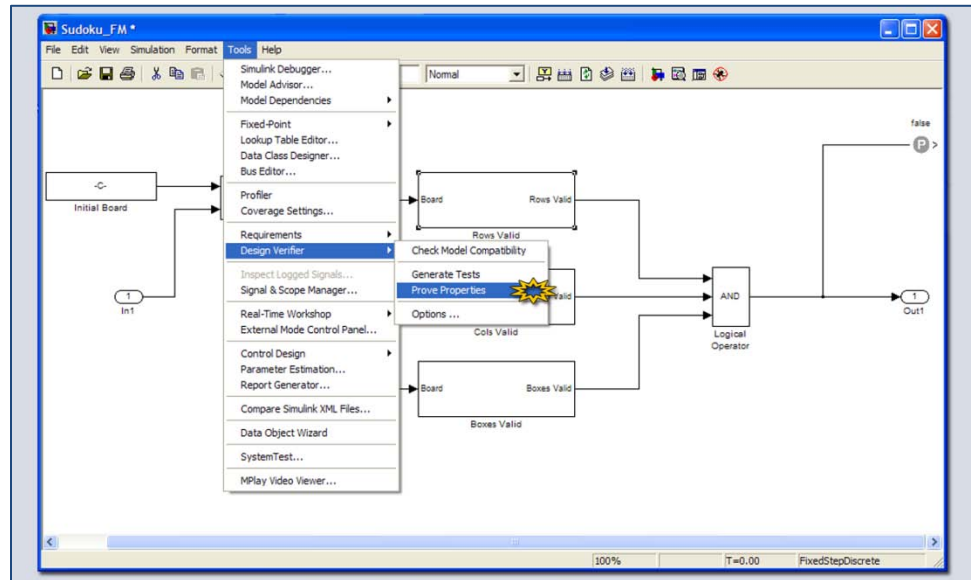 Sudoku_FM *
File Edit View Simulation Format Tools Help
Normal
Simulink Debugger...
Model Advisor...
Model Dependencies
Fixed-Point
Lookup Table Editor...
Data Class Designer...
Bus Editor...
Profiler
Coverage Settings...
Requirements
Design Verifier
Inspect Logged Signals...
Signal & Scope Manager...
Real-Time Workshop
External Mode Control Panel...
Control Design
Parameter Estimation...
Report Generator...
Compare Simulink XML Files...
Data Object Wizard
SystemTest...
MPlay Video Viewer...
Check Model Compatibility
Generate Tests
Prove Properties
Options ...
-C-
Initial Board
1
In1
Board Rows Valid
Rows Valid
Valid
Cols Valid
Board Boxes Valid
Boxes Valid
AND
Logical
Operator
false
P
1
Out1
100% T=0.00 FixedStepDiscrete